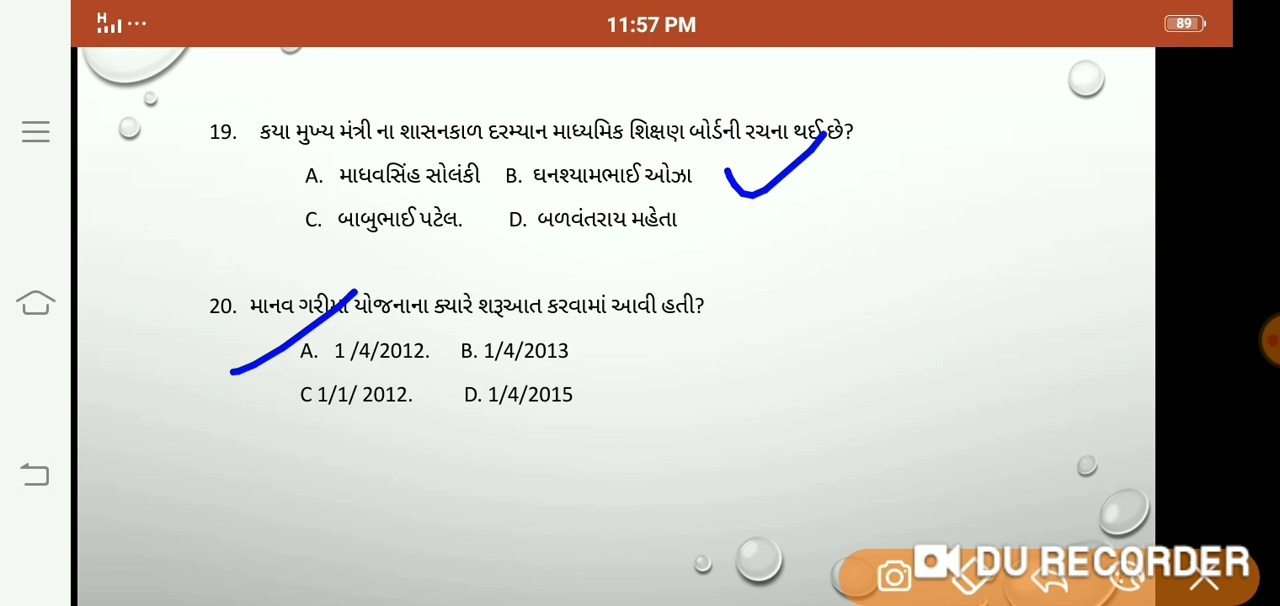 H
11:57 PM
89
19. કયા મુખ્ય મંત્રી ના શાસનકાળ દરમ્યાન માધ્યમિક શિક્ષણ બોર્ડની રચના થઈ છે?
A. માધવસિંહ સોલંકી B. ઘનશ્યામભાઈ ઓઝા
C. બાબુભાઈ પટેલ. D. બળવંતરાય મહેતા
20. માનવ ગરીમા યોજનાના ક્યારે શરૂઆત કરવામાં આવી હતી?
A. 1 /4/2012. B. 1/4/2013
C 1/1/ 2012. D. 1/4/2015
DU RECORDER